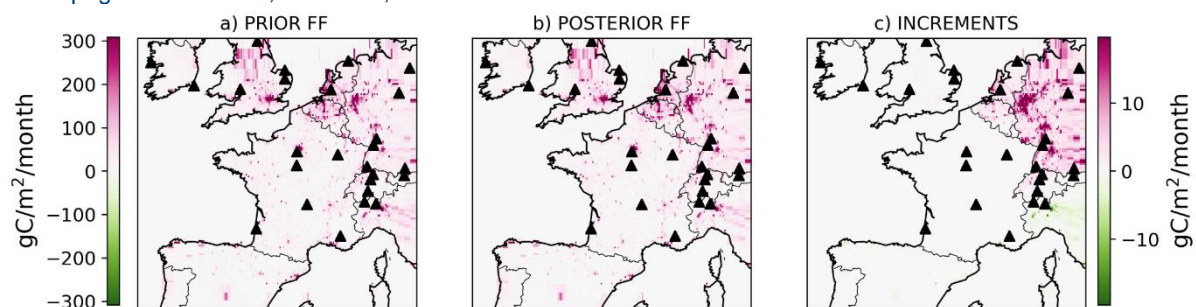 a) PRIOR FF
b) POSTERIOR FF
c) INCREMENTS
gC/m²/month
300
200
100
0
−100
−200
−300
10
0
−10
gC/m²/month